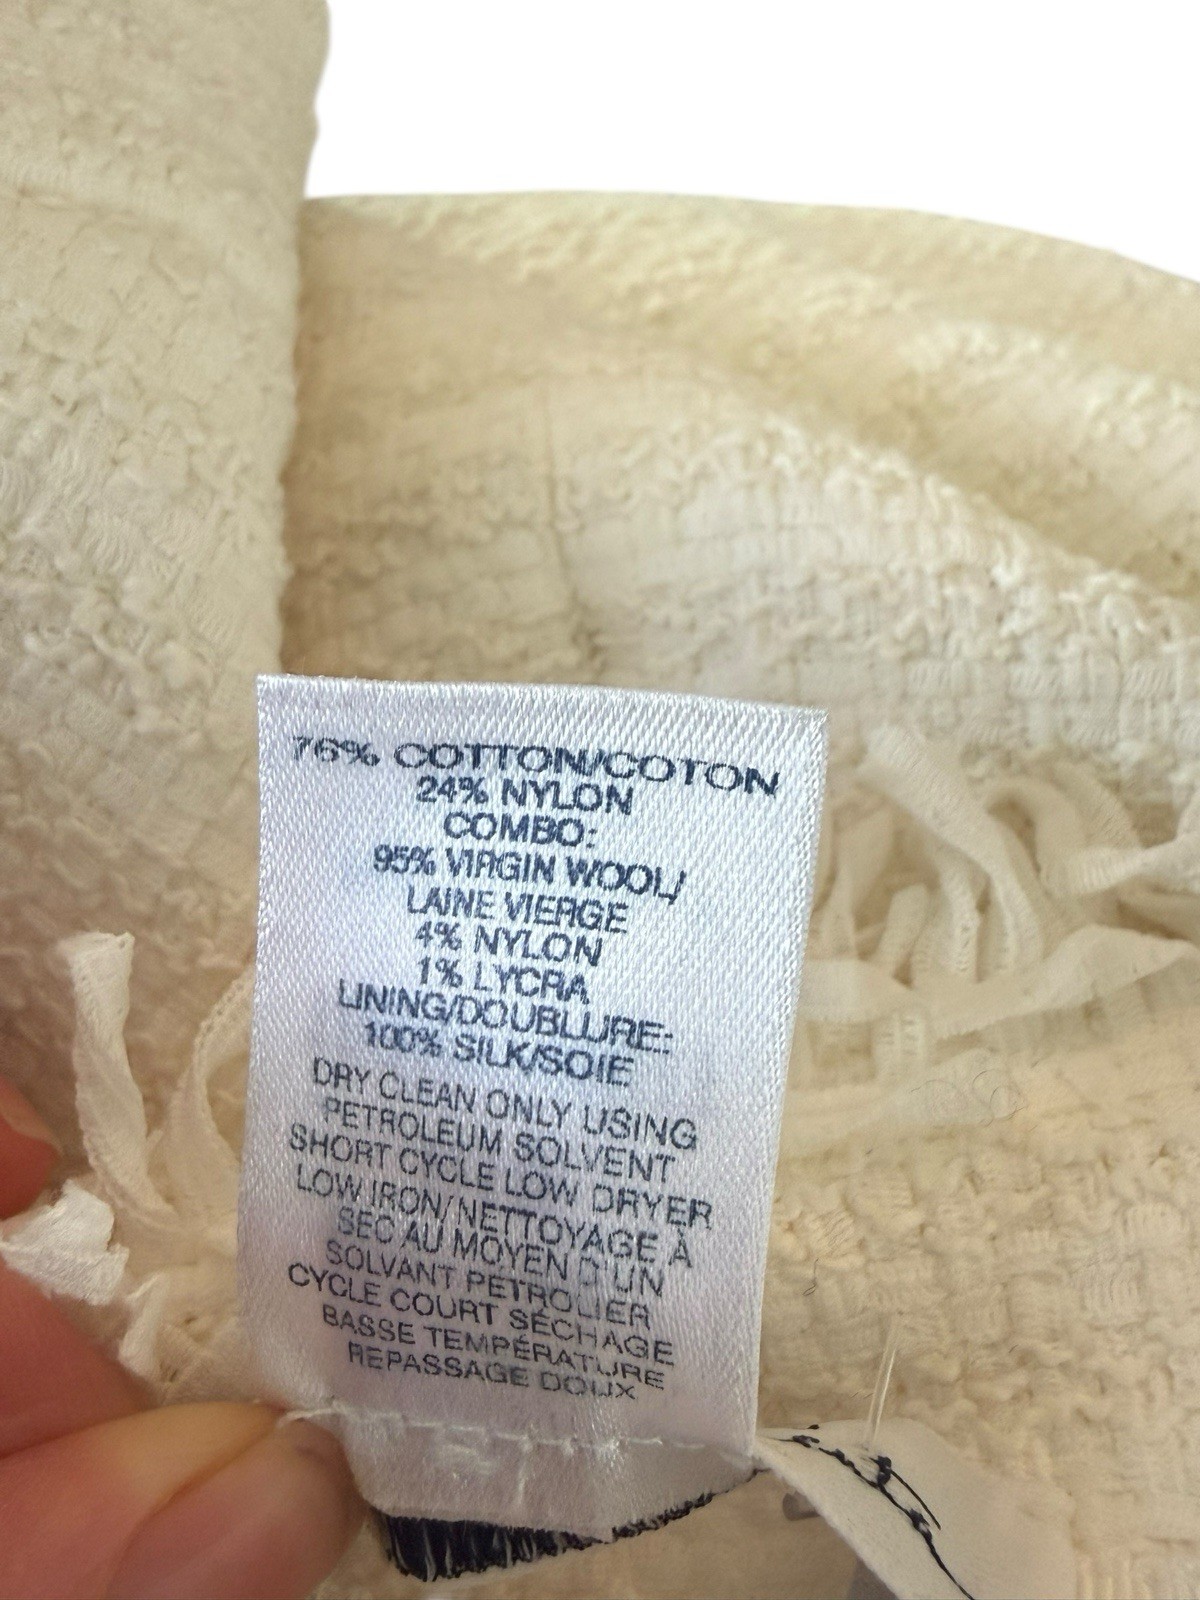 76% COTTON/COTON
24% NYLON
COMBO:
95% VIRGIN WOOL/
LAINE VIERGE
4% NYLON
1% LYCRA
LINING/DOUBLURE:
100% SILK/SOIE
DRY CLEAN ONLY USING
PETROLEUM SOLVENT
SHORT CYCLE LOW DRYER
LOW IRON/NETTOYAGE À
SEC AU MOYEN D'UN
SOLVANT PETROLIER
CYCLE COURT SÉCHAGE
BASSE TEMPÉRATURE
REPASSAGE DOUX